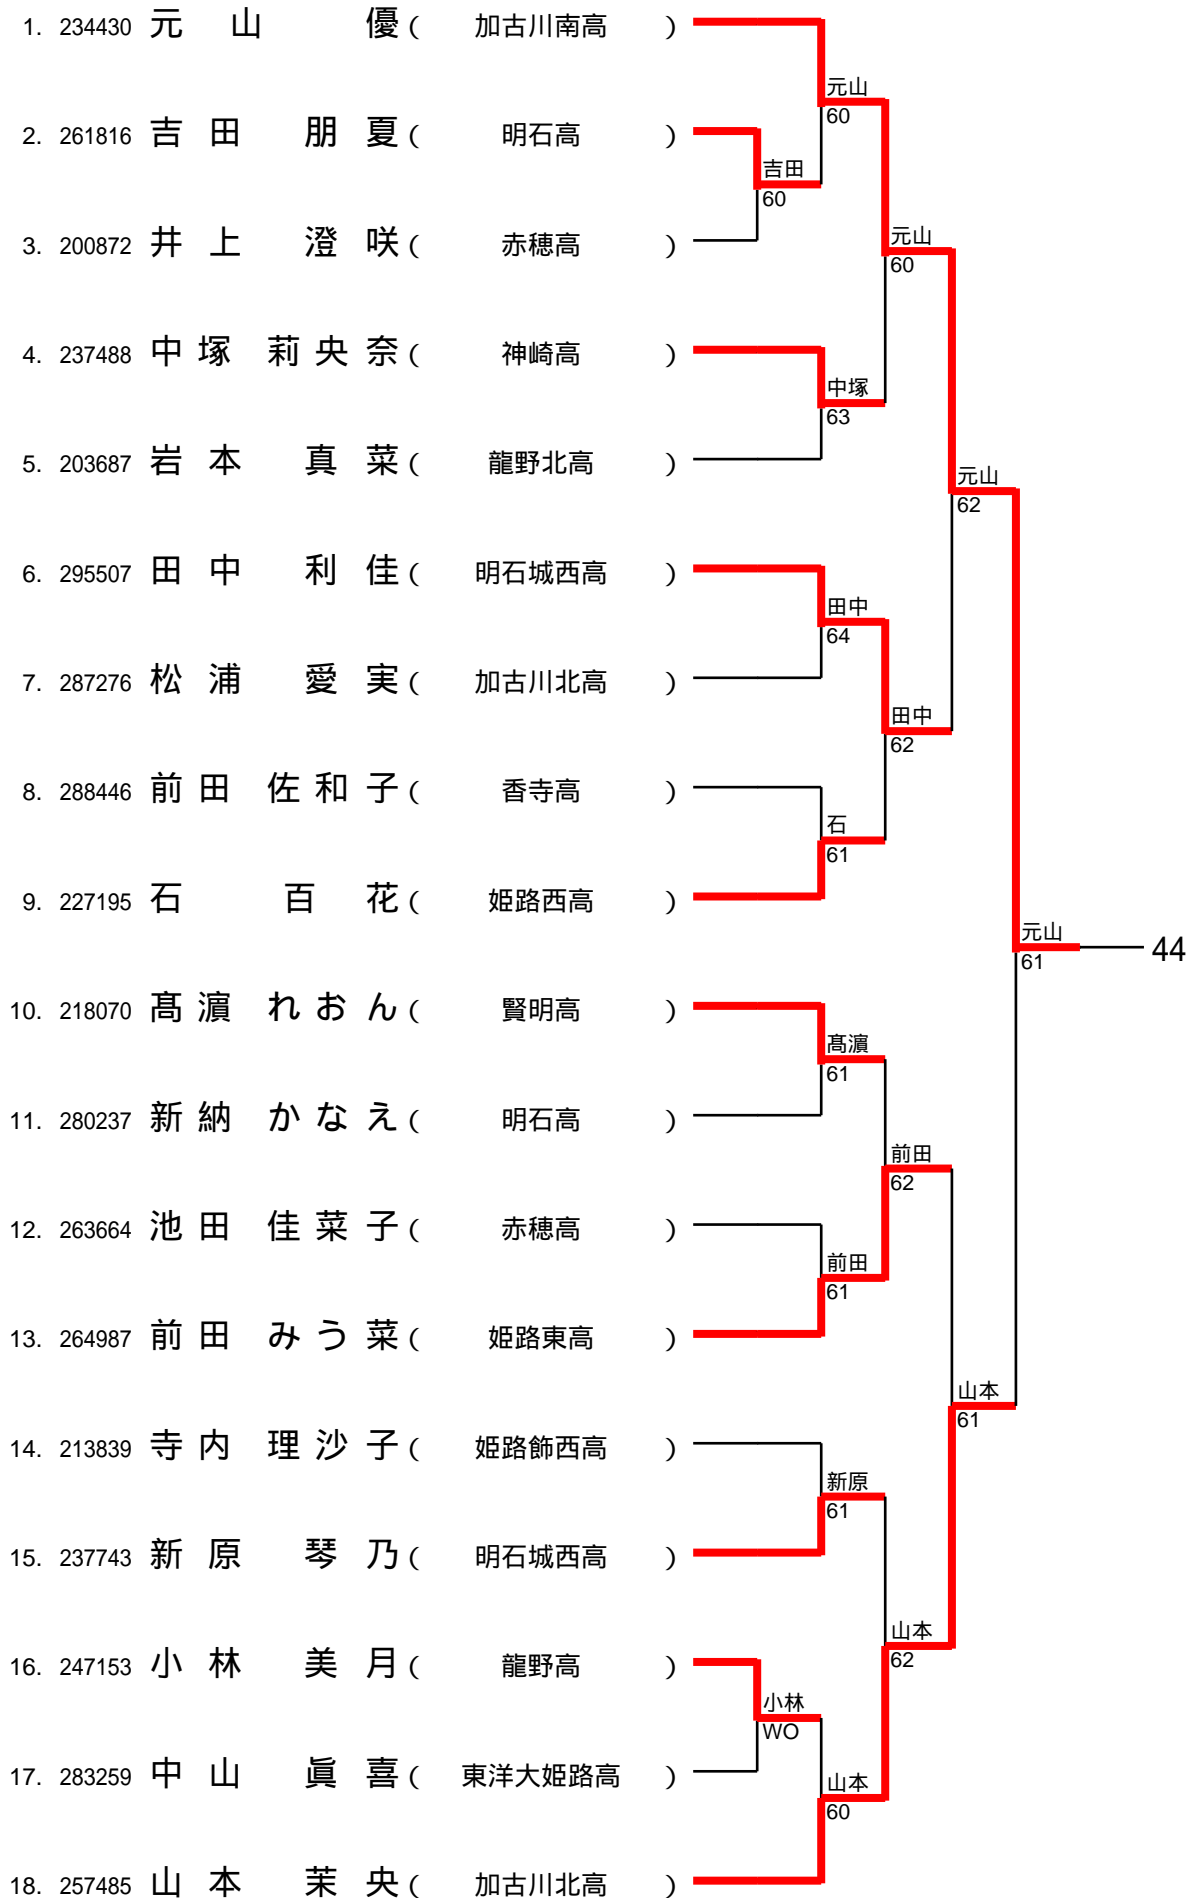 1. 234430 元 山 優 ( 加古川南高 )
元山
60
2. 261816 吉 田 朋 夏 ( 明石高 )
吉田
60
3. 200872 井 上 澄 咲 ( 赤穂高 )
元山
60
4. 237488 中 塚 莉 央 奈 ( 神崎高 )
中塚
63
5. 203687 岩 本 真 菜 ( 龍野北高 )
元山
62
6. 295507 田 中 利 佳 ( 明石城西高 )
田中
64
7. 287276 松 浦 愛 実 ( 加古川北高 )
田中
62
8. 288446 前 田 佐 和 子 ( 香寺高 )
石
61
9. 227195 石 百 花 ( 姫路西高 )
元山
61
44
10. 218070 髙 濵 れ お ん ( 賢明高 )
髙濵
61
11. 280237 新 納 か な え ( 明石高 )
前田
62
12. 263664 池 田 佳 菜 子 ( 赤穂高 )
前田
61
13. 264987 前 田 み う 菜 ( 姫路東高 )
山本
61
14. 213839 寺 内 理 沙 子 ( 姫路飾西高 )
新原
61
15. 237743 新 原 琴 乃 ( 明石城西高 )
山本
62
16. 247153 小 林 美 月 ( 龍野高 )
小林
WO
17. 283259 中 山 眞 喜 ( 東洋大姫路高 )
山本
60
18. 257485 山 本 茉 央 ( 加古川北高 )